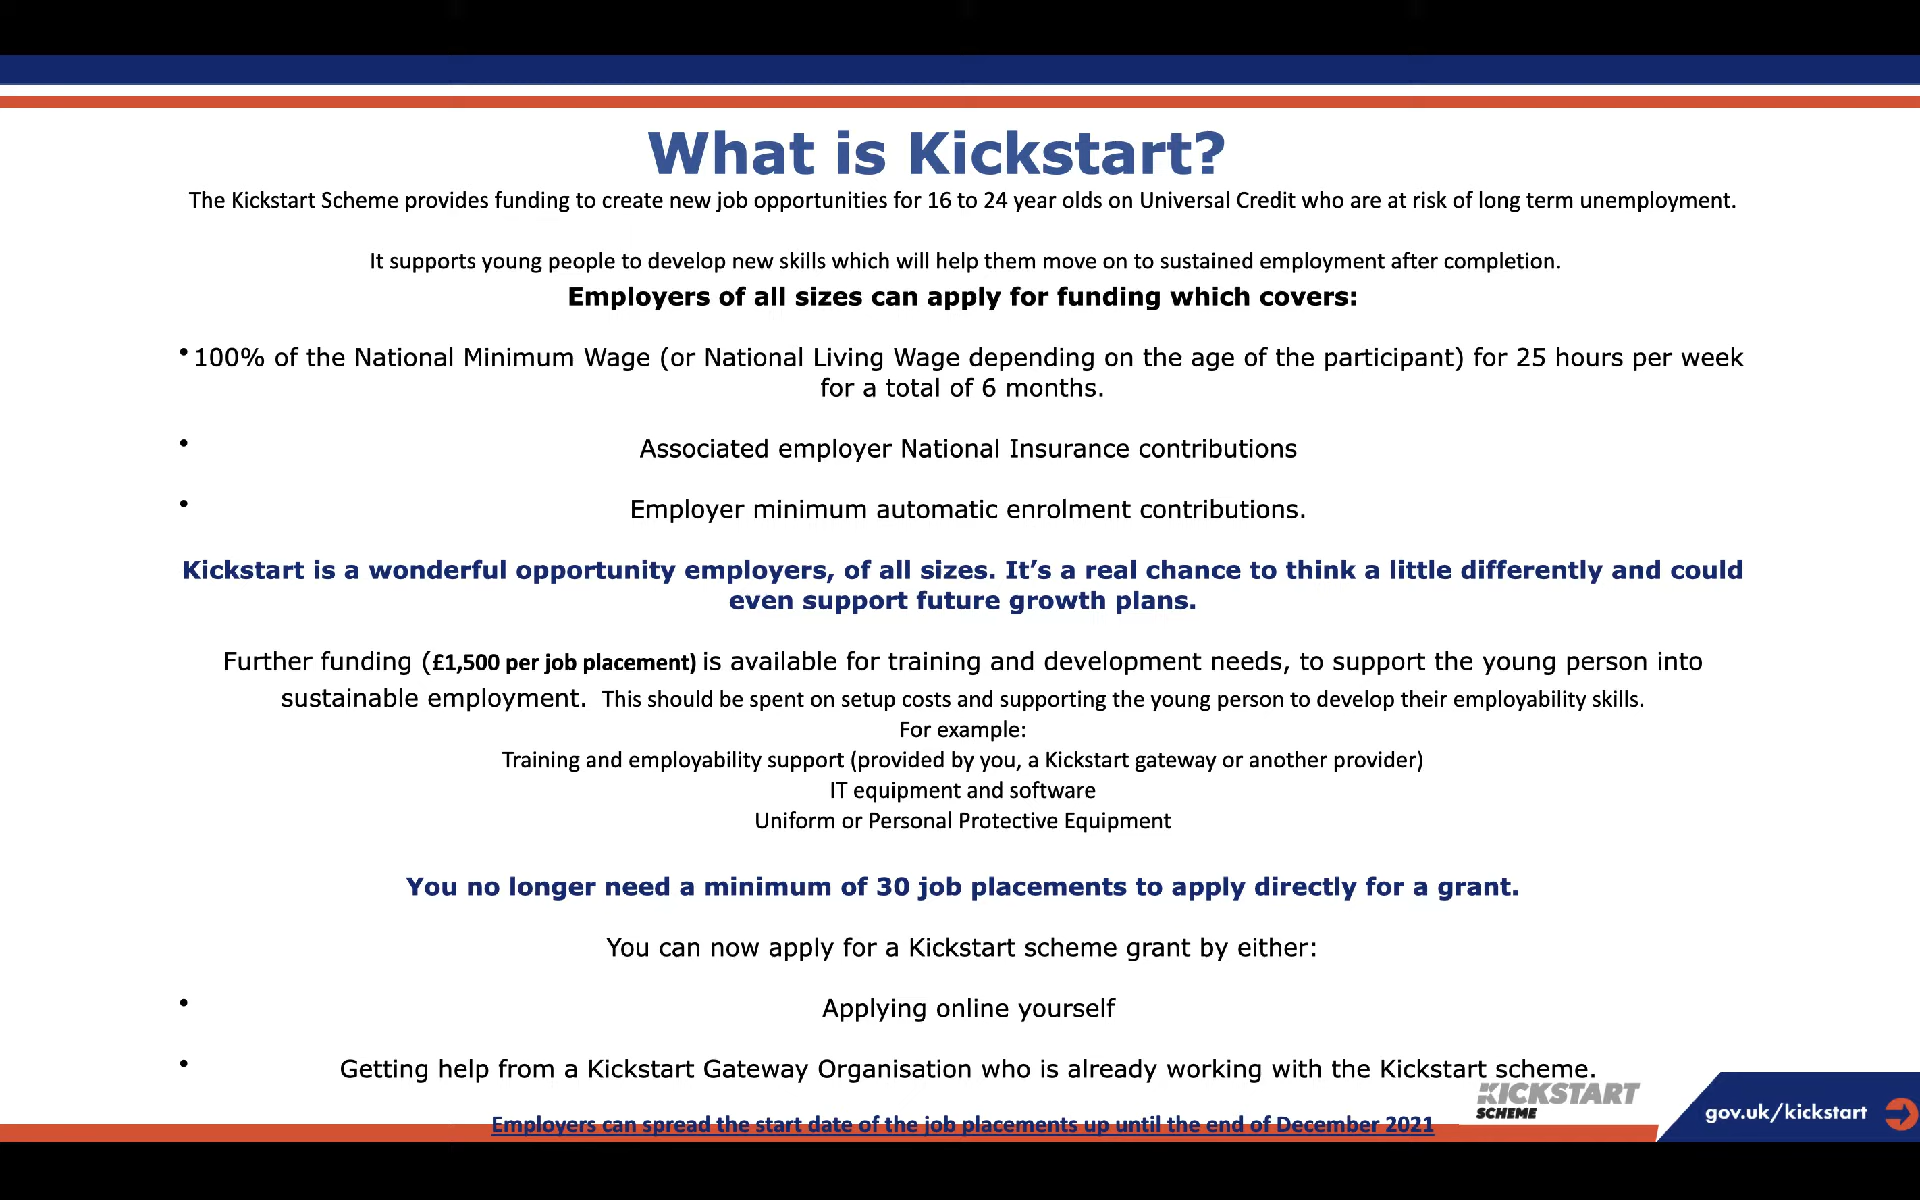 What is Kickstart?
The Kickstart Scheme provides funding to create new job opportunities for 16 to 24 year olds on Universal Credit who are at risk of long term unemployment.
It supports young people to develop new skills which will help them move on to sustained employment after completion.
Employers of all sizes can apply for funding which covers:
• 100% of the National Minimum Wage (or National Living Wage depending on the age of the participant) for 25 hours per week
for a total of 6 months.
• Associated employer National Insurance contributions
• Employer minimum automatic enrolment contributions.
Kickstart is a wonderful opportunity employers, of all sizes. It’s a real chance to think a little differently and could
even support future growth plans.
Further funding (£1,500 per job placement) is available for training and development needs, to support the young person into
sustainable employment. This should be spent on setup costs and supporting the young person to develop their employability skills.
For example:
Training and employability support (provided by you, a Kickstart gateway or another provider)
IT equipment and software
Uniform or Personal Protective Equipment
You no longer need a minimum of 30 job placements to apply directly for a grant.
You can now apply for a Kickstart scheme grant by either:
• Applying online yourself
• Getting help from a Kickstart Gateway Organisation who is already working with the Kickstart scheme.
Employers can spread the start date of the job placements up until the end of December 2021
KICKSTART
SCHEME
gov.uk/kickstart